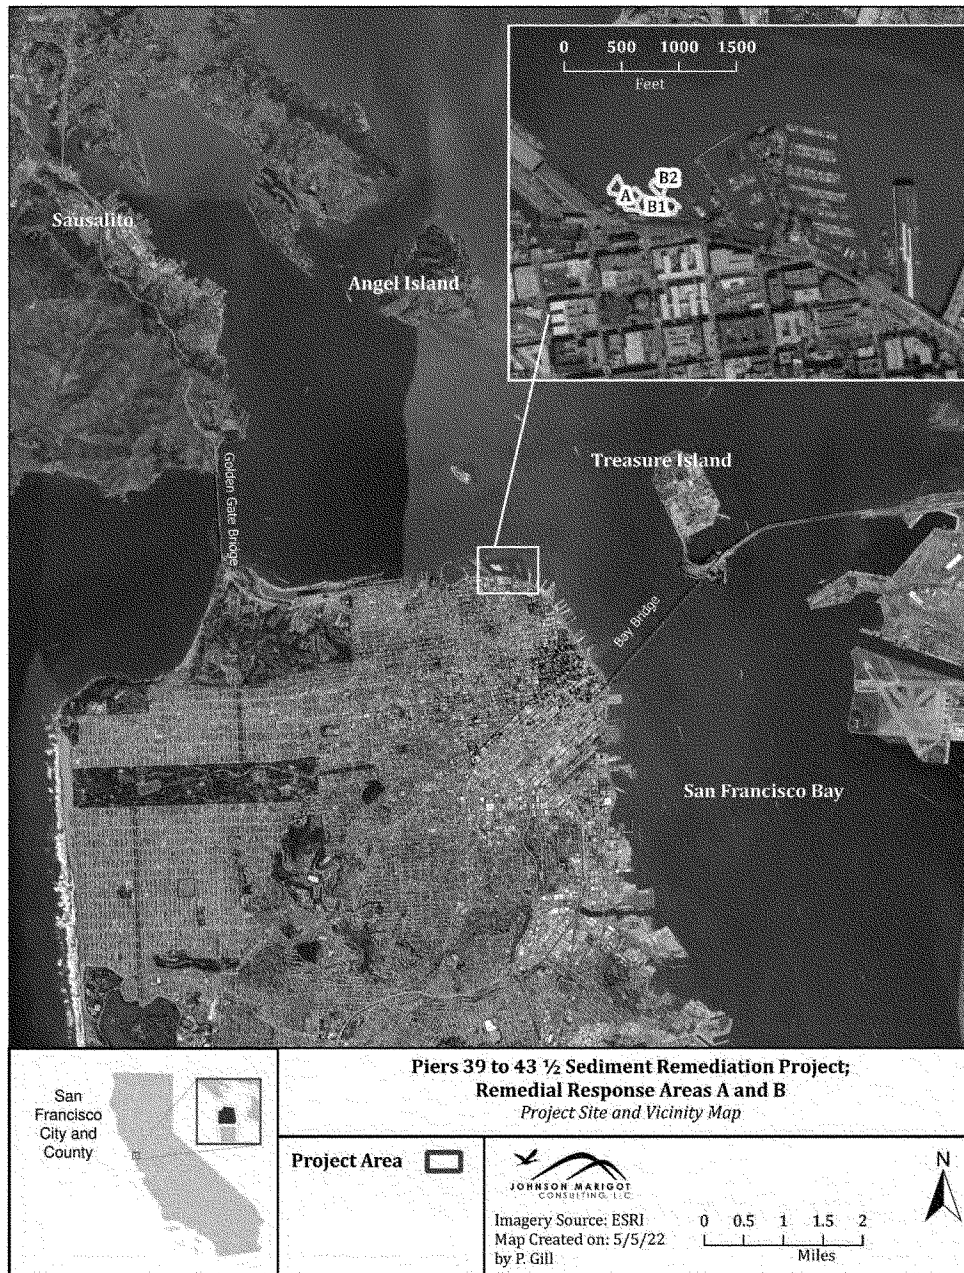 0 500 1000 1500
Feet
B2
A
B1
Sausalito
Angel Island
Treasure Island
Golden Gate Bridge
Bay Bridge
San Francisco Bay
San
Francisco
City and
County
Piers 39 to 43 ½ Sediment Remediation Project;
Remedial Response Areas A and B
Project Site and Vicinity Map
Project Area
JOHNSON MARIGOT
CONSULTING, LLC
Imagery Source: ESRI
Map Created on: 5/5/22
by P. Gill
0 0.5 1 1.5 2
Miles
N